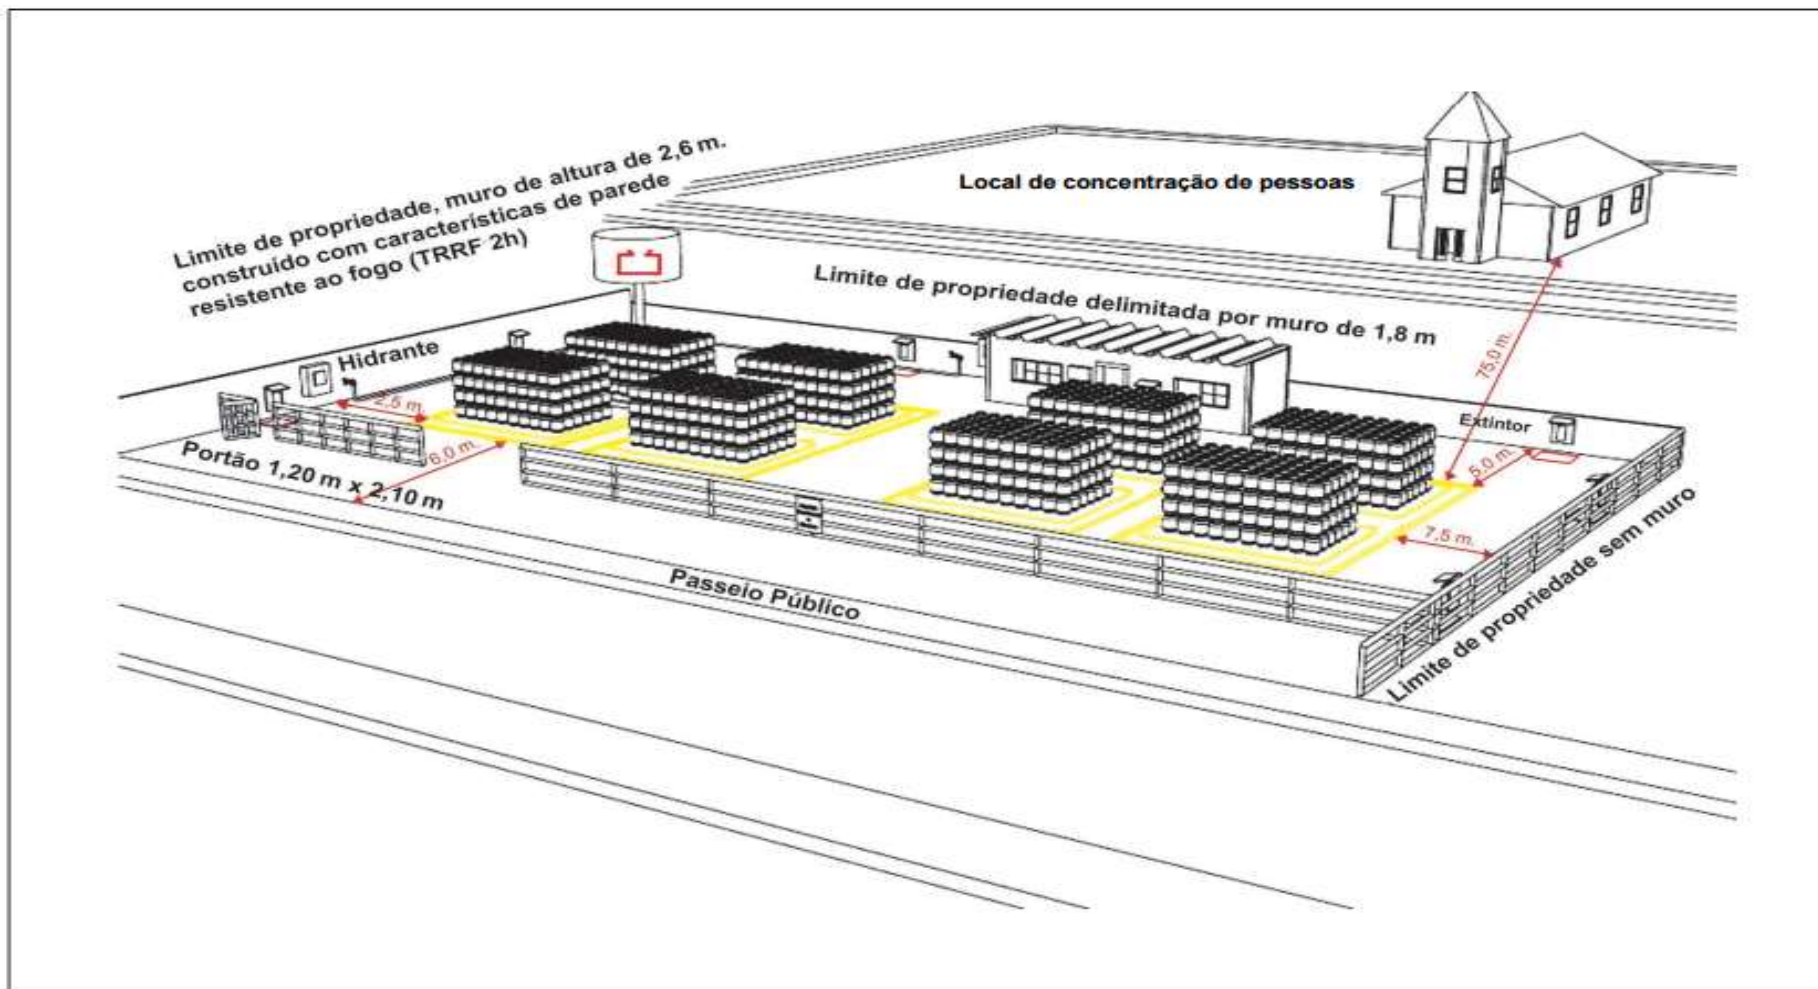 Limite de propriedade, muro de altura de 2,6 m.
construído com características de parede
resistente ao fogo (TRRF 2h)
Local de concentração de pessoas
Limite de propriedade delimitada por muro de 1,8 m
75,0 m.
Hidrante
2,5 m.
Extintor
5,0 m.
6,0 m.
Portão 1,20 m x 2,10 m
7,5 m.
Limite de propriedade sem muro
Passeio Público